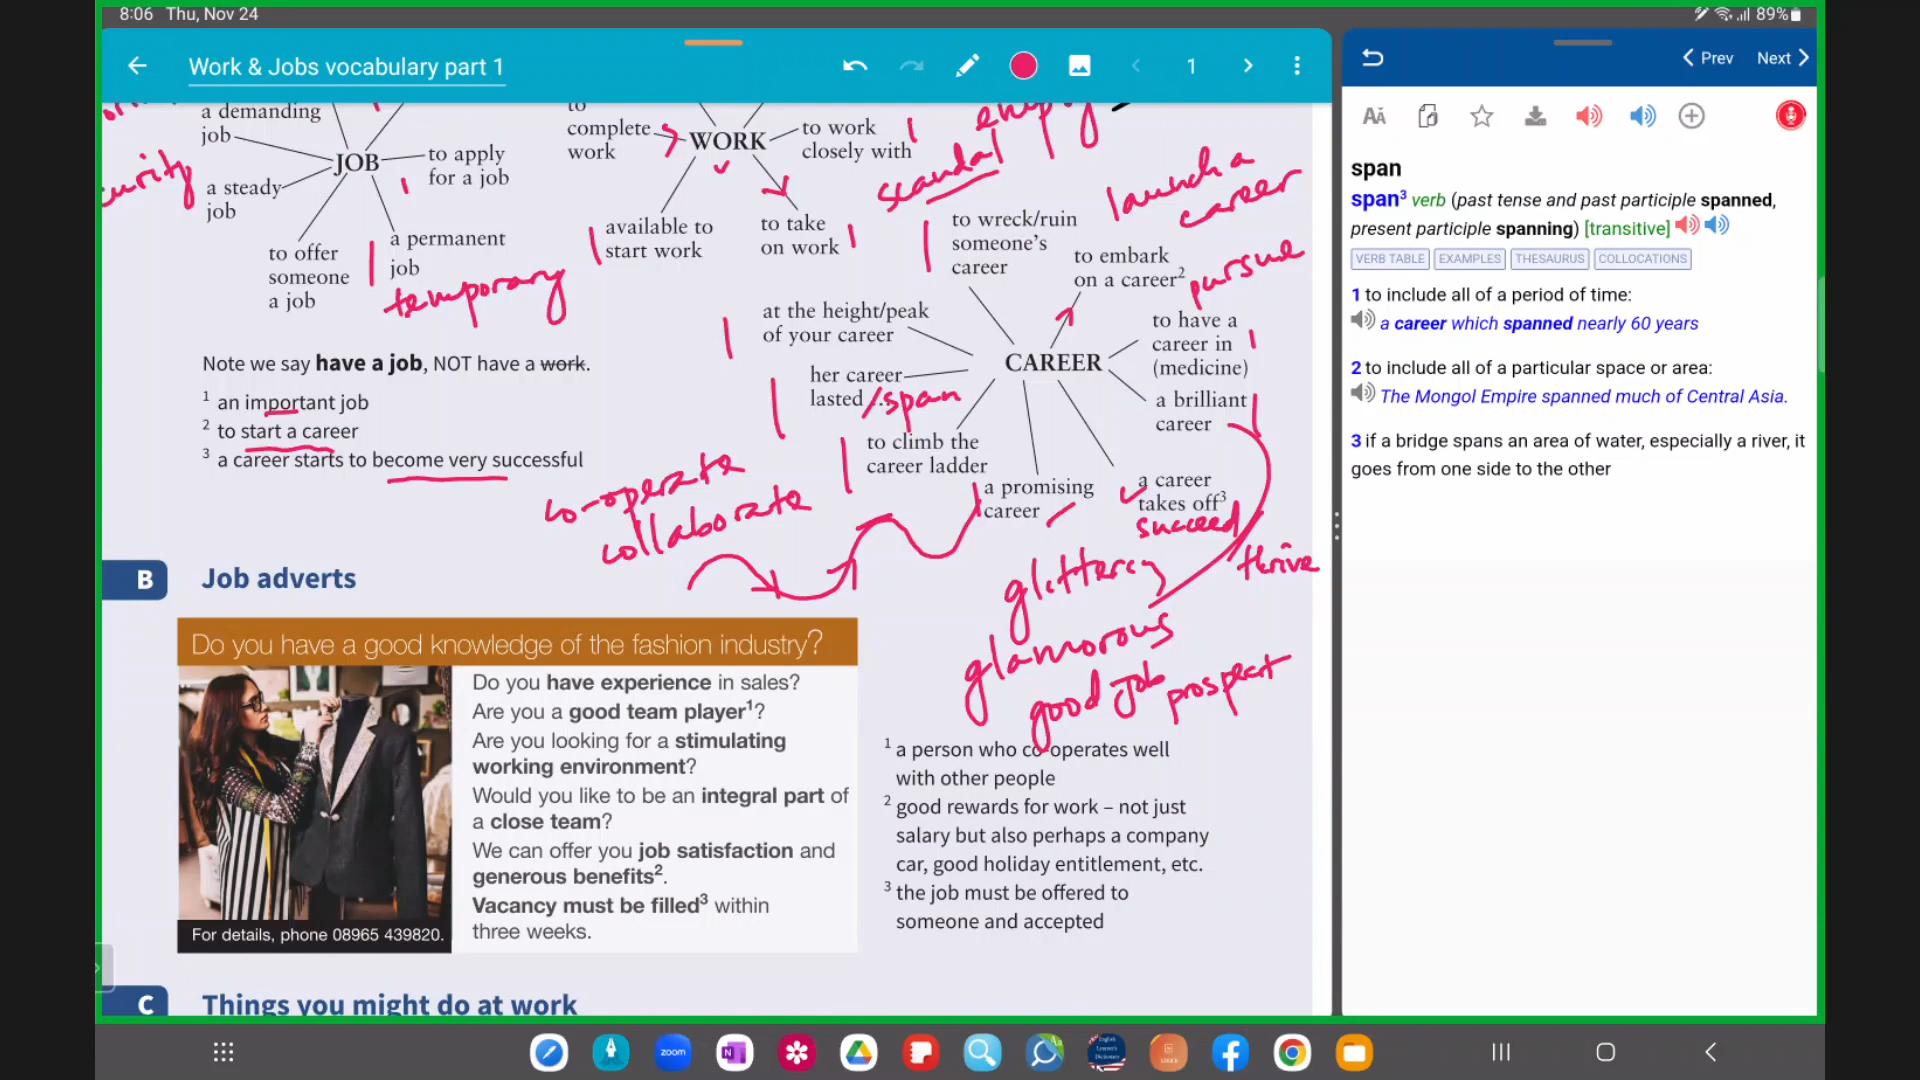 8:06 Thu, Nov 24
89%
Work & Jobs vocabulary part 1
1
Prev
Next
a demanding
job
JOB
to apply
for a job
a steady
job
to offer
someone
a job
a permanent
job
temporary
curity
to
complete
work
WORK
to work
closely with
available to
start work
to take
on work
scandal
launch a
career
to wreck/ruin
someone's
career
to embark
on a career²
pursue
at the height/peak
of your career
to have a
career in
(medicine)
CAREER
her career
lasted ...
/span
a brilliant
career
to climb the
career ladder
a promising
career
a career
takes off³
succeed
thrive
co-operate
collaborate
glamorous
good job prospect
Note we say have a job, NOT have a work.
1 an important job
2 to start a career
3 a career starts to become very successful
B Job adverts
Do you have a good knowledge of the fashion industry?
Do you have experience in sales?
Are you a good team player¹?
Are you looking for a stimulating
working environment?
Would you like to be an integral part of
a close team?
We can offer you job satisfaction and
generous benefits².
Vacancy must be filled³ within
three weeks.
For details, phone 08965 439820.
1 a person who co-operates well
with other people
2 good rewards for work – not just
salary but also perhaps a company
car, good holiday entitlement, etc.
3 the job must be offered to
someone and accepted
C Things you might do at work
span
span³ verb (past tense and past participle spanned,
present participle spanning) [transitive]
VERB TABLE EXAMPLES THESAURUS COLLOCATIONS
1 to include all of a period of time:
a career which spanned nearly 60 years
2 to include all of a particular space or area:
The Mongol Empire spanned much of Central Asia.
3 if a bridge spans an area of water, especially a river, it
goes from one side to the other
zoom